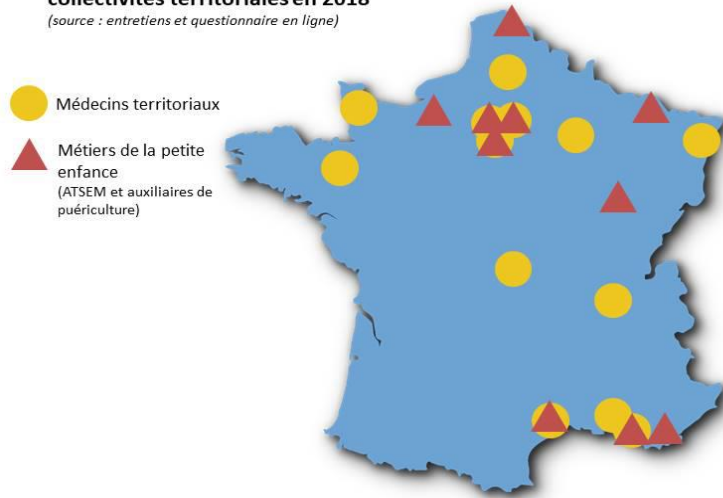 collectivités territoriales en 2018
(source : entretiens et questionnaire en ligne)
Médecins territoriaux
Métiers de la petite
enfance
(ATSEM et auxiliaires de
puériculture)